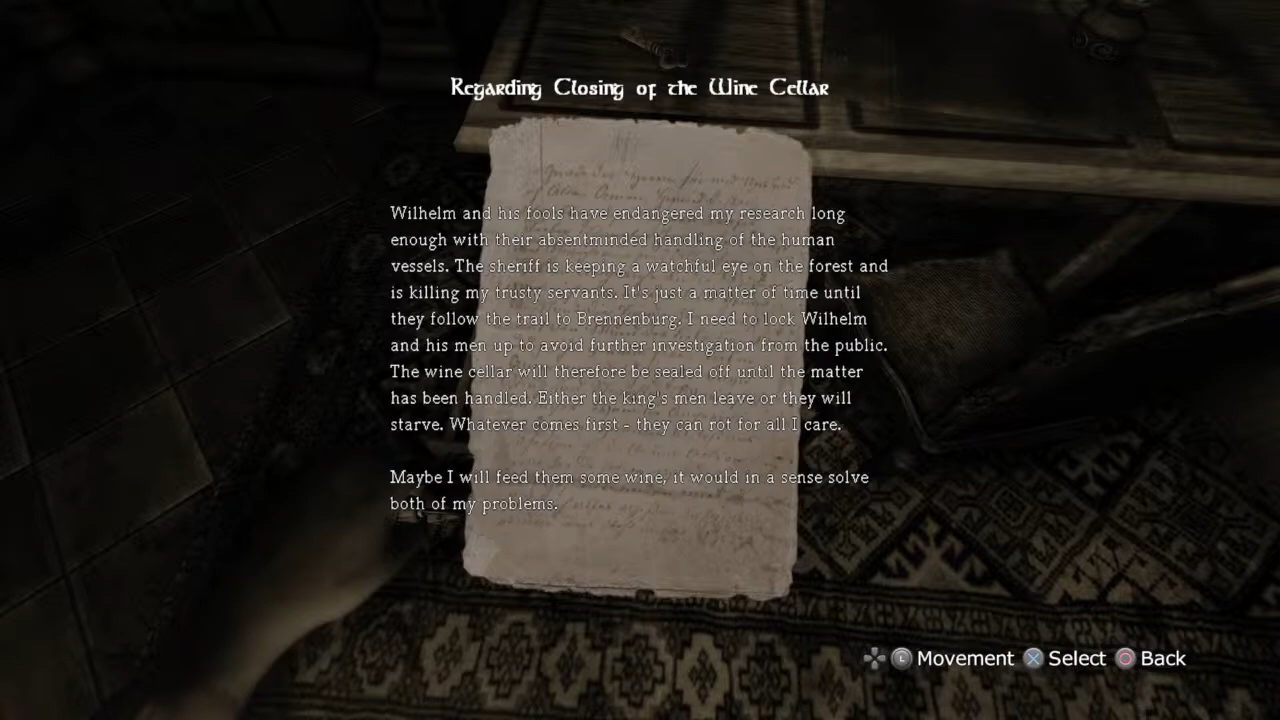 Regarding Closing of the Wine Cellar
Wilhelm and his fools have endangered my research long
enough with their absentminded handling of the human
vessels. The sheriff is keeping a watchful eye on the forest and
is killing my trusty servants. It's just a matter of time until
they follow the trail to Brennenburg. I need to lock Wilhelm
and his men up to avoid further investigation from the public.
The wine cellar will therefore be sealed off until the matter
has been handled. Either the king's men leave or they will
starve. Whatever comes first - they can rot for all I care.
Maybe I will feed them some wine, it would in a sense solve
both of my problems.
L Movement Select Back